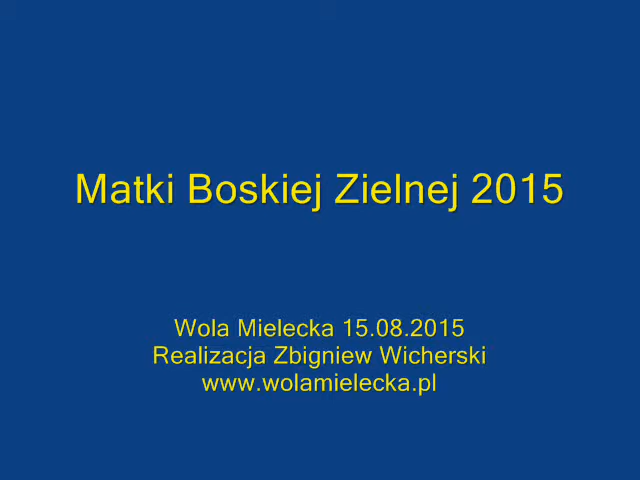 Matki Boskiej Zielnej 2015
Wola Mielecka 15.08.2015
Realizacja Zbigniew Wicherski
www.wolamielecka.pl